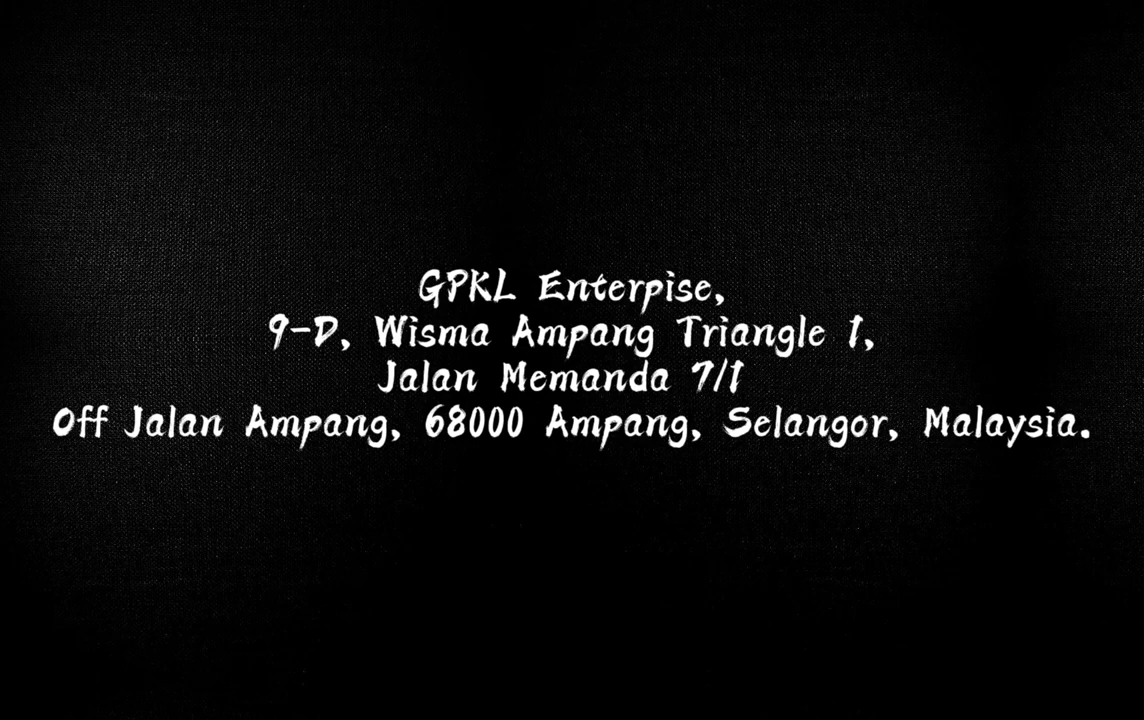 GPKL Enterpise,
9-D, Wisma Ampang Triangle 1,
Jalan Memanda 7/1
Off Jalan Ampang, 68000 Ampang, Selangor, Malaysia.